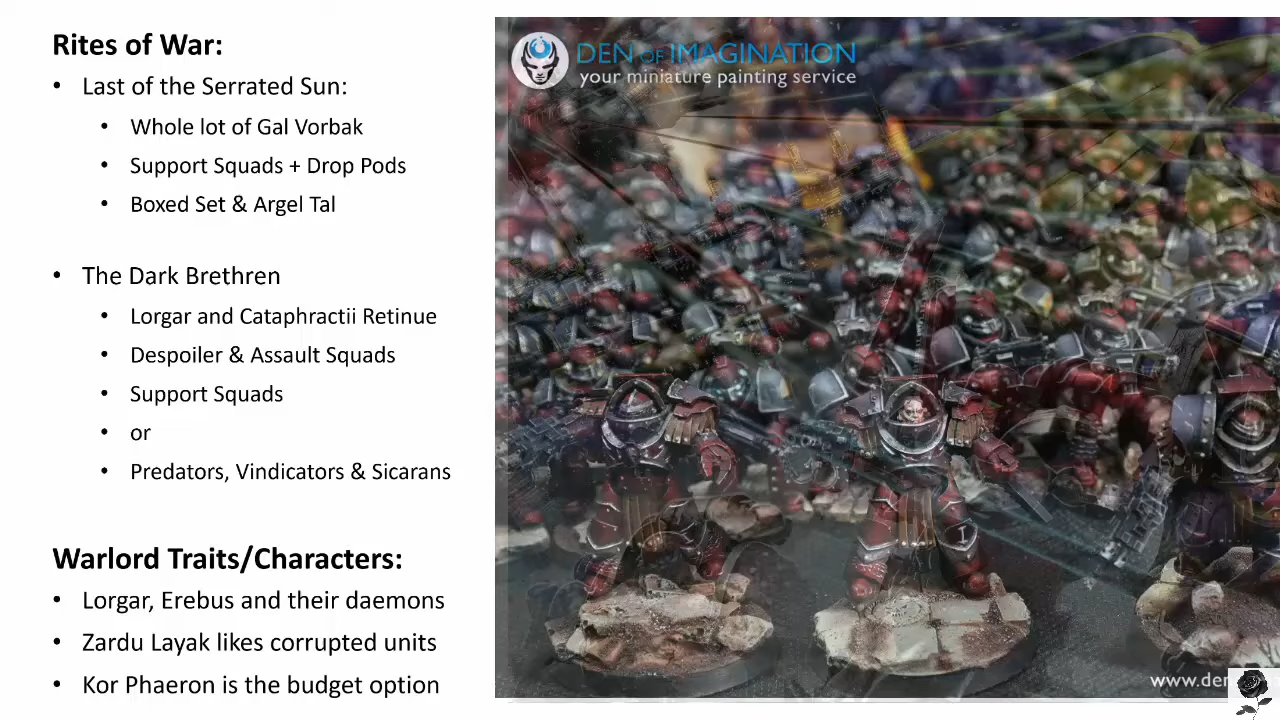 Rites of War:
• Last of the Serrated Sun:
• Whole lot of Gal Vorbak
• Support Squads + Drop Pods
• Boxed Set & Argel Tal
• The Dark Brethren
• Lorgar and Cataphractii Retinue
• Despoiler & Assault Squads
• Support Squads
• or
• Predators, Vindicators & Sicarans
Warlord Traits/Characters:
• Lorgar, Erebus and their daemons
• Zardu Layak likes corrupted units
• Kor Phaeron is the budget option
DEN OF IMAGINATION
your miniature painting service
www.den